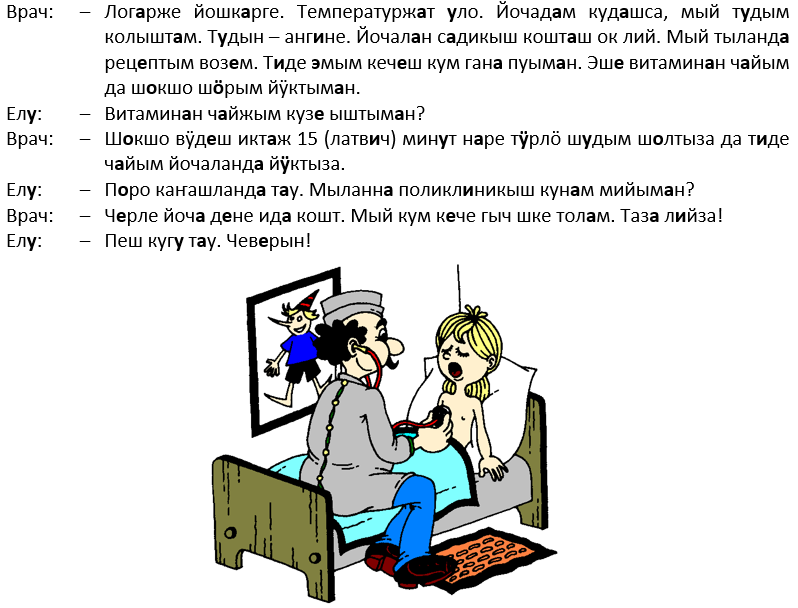 Врач: – Логарже йошкарге. Температуржат уло. Йочадам кудашса, мый тудым
колыштам. Тудын – ангине. Йочалан садикыш кошташ ок лий. Мый тыланда
рецептым возем. Тиде эмым кечеш кум гана пуыман. Эше витаминан чайым
да шокшо шӧрым йӱктыман.
Елу: – Витаминан чайжым кузе ыштыман?
Врач: – Шокшо вӱдеш иктаж 15 (латвич) минут наре тӱрлӧ шудым шолтыза да тиде
чайым йочаланда йӱктыза.
Елу: – Поро каҥашланда тау. Мыланна поликлиникыш кунам мийыман?
Врач: – Черле йоча дене ида кошт. Мый кум кече гыч шке толам. Таза лийза!
Елу: – Пеш кугу тау. Чеверын!